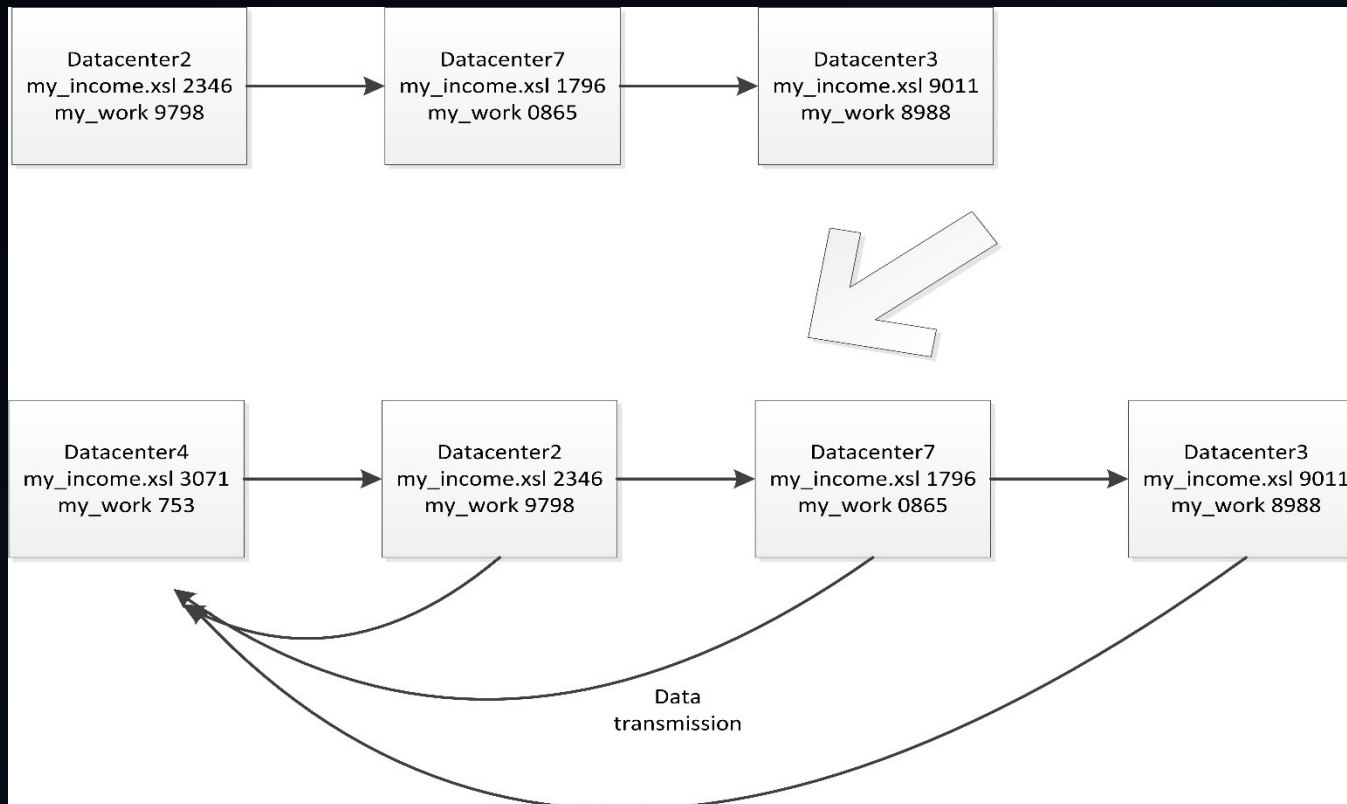 Datacenter2
my_income.xsl 2346
my_work 9798
Datacenter7
my_income.xsl 1796
my_work 0865
Datacenter3
my_income.xsl 9011
my_work 8988
Datacenter4
my_income.xsl 3071
my_work 753
Datacenter2
my_income.xsl 2346
my_work 9798
Datacenter7
my_income.xsl 1796
my_work 0865
Datacenter3
my_income.xsl 9011
my_work 8988
Data
transmission